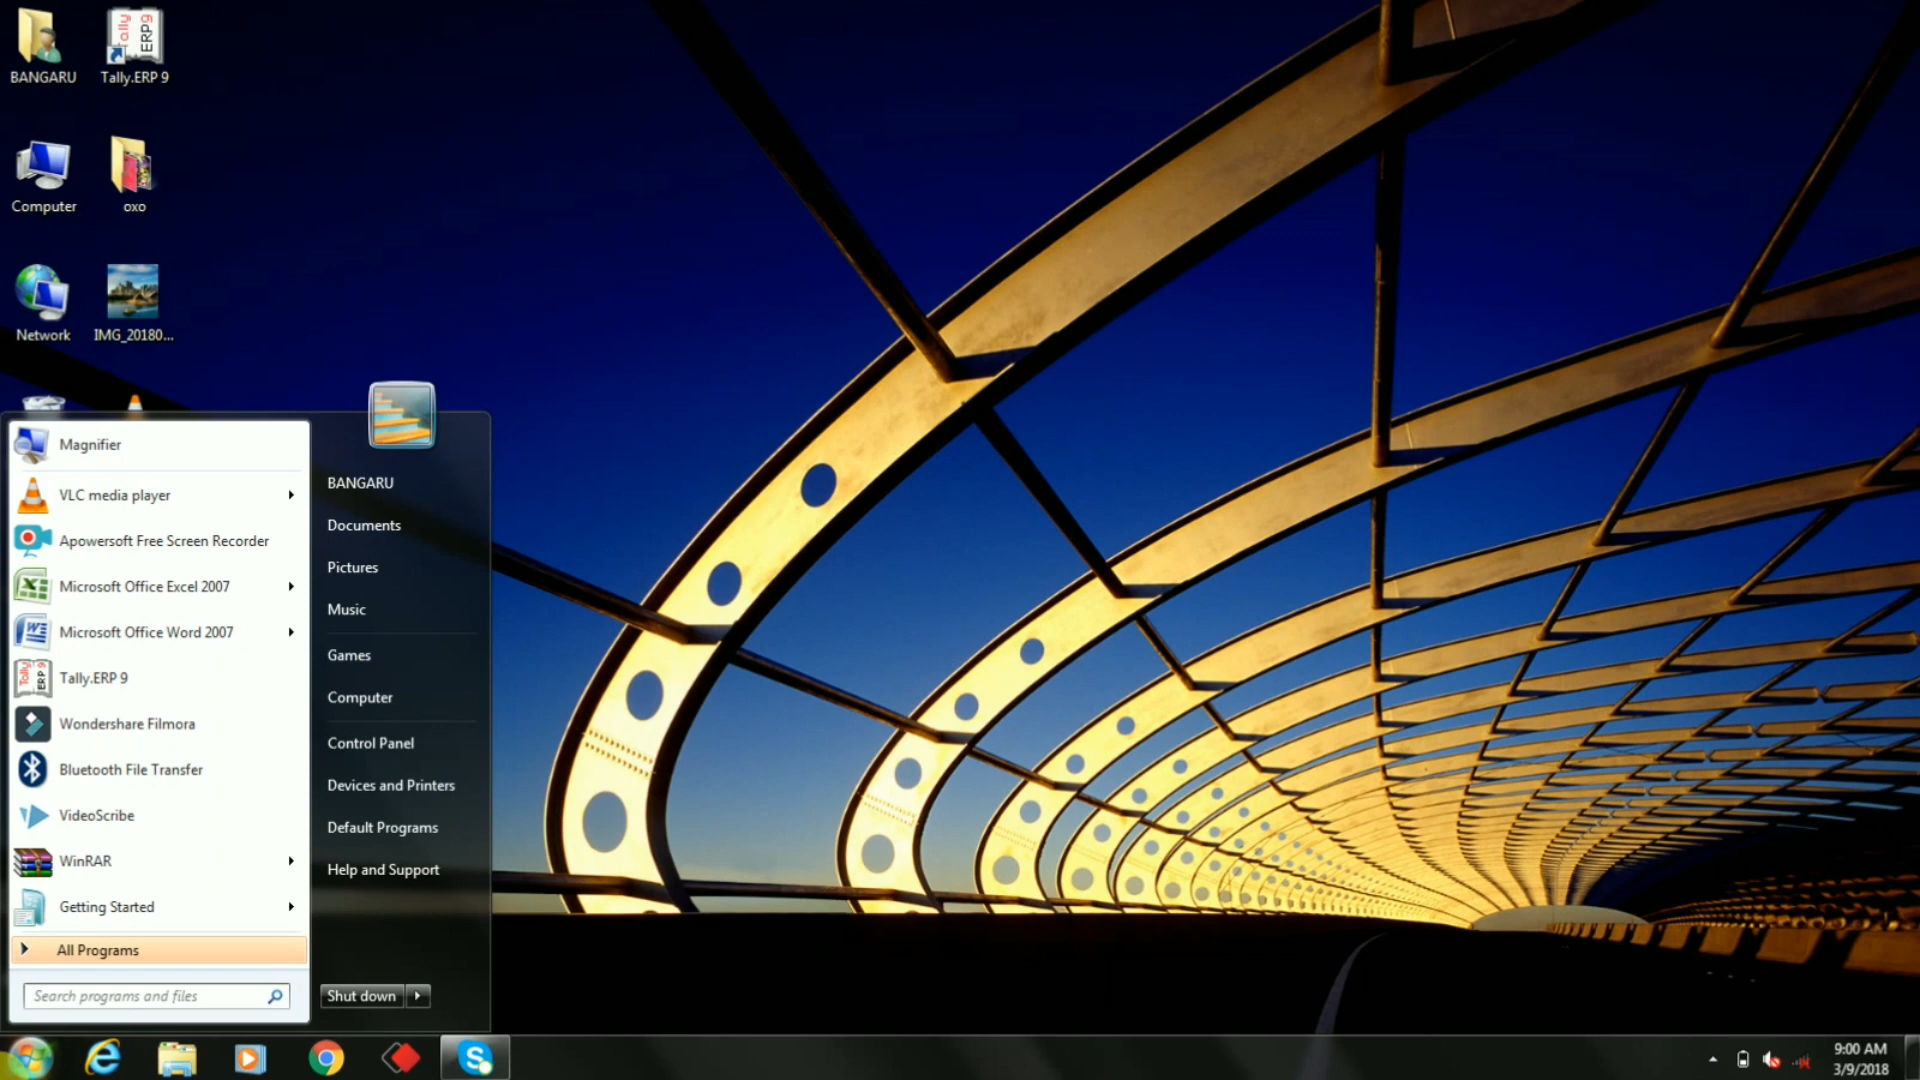 BANGARU
Tally.ERP 9
Computer
oxo
Network
IMG_20180...
Magnifier
VLC media player
Apowersoft Free Screen Recorder
Microsoft Office Excel 2007
Microsoft Office Word 2007
Tally.ERP 9
Wondershare Filmora
Bluetooth File Transfer
VideoScribe
WinRAR
Getting Started
All Programs
Search programs and files
BANGARU
Documents
Pictures
Music
Games
Computer
Control Panel
Devices and Printers
Default Programs
Help and Support
Shut down
9:00 AM
3/9/2018